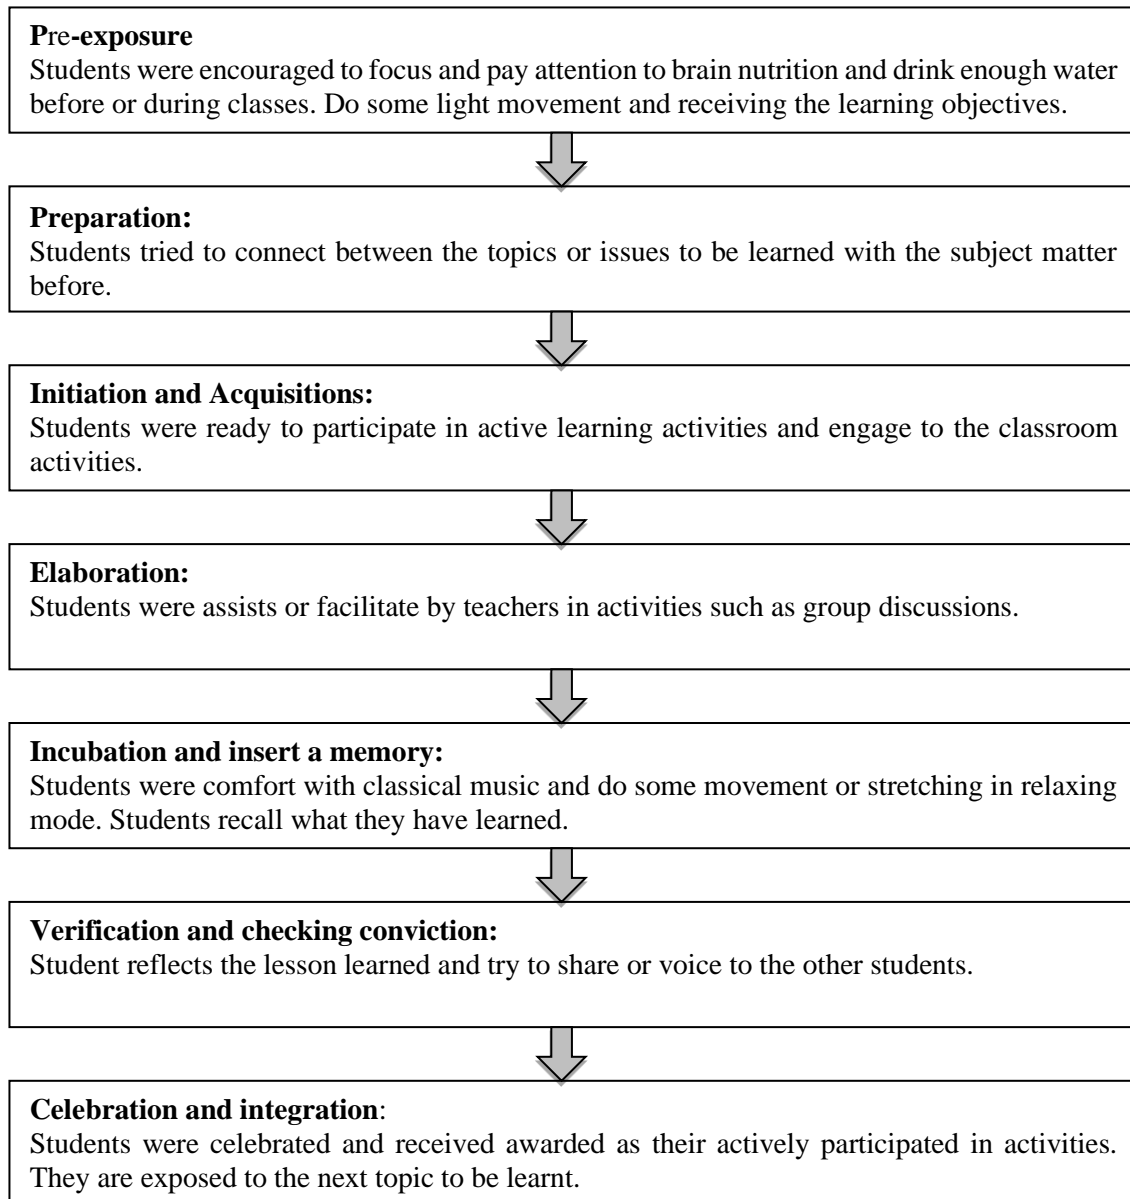 Pre-exposure
Students were encouraged to focus and pay attention to brain nutrition and drink enough water
before or during classes. Do some light movement and receiving the learning objectives.
Preparation:
Students tried to connect between the topics or issues to be learned with the subject matter
before.
Initiation and Acquisitions:
Students were ready to participate in active learning activities and engage to the classroom
activities.
Elaboration:
Students were assists or facilitate by teachers in activities such as group discussions.
Incubation and insert a memory:
Students were comfort with classical music and do some movement or stretching in relaxing
mode. Students recall what they have learned.
Verification and checking conviction:
Student reflects the lesson learned and try to share or voice to the other students.
Celebration and integration:
Students were celebrated and received awarded as their actively participated in activities.
They are exposed to the next topic to be learnt.